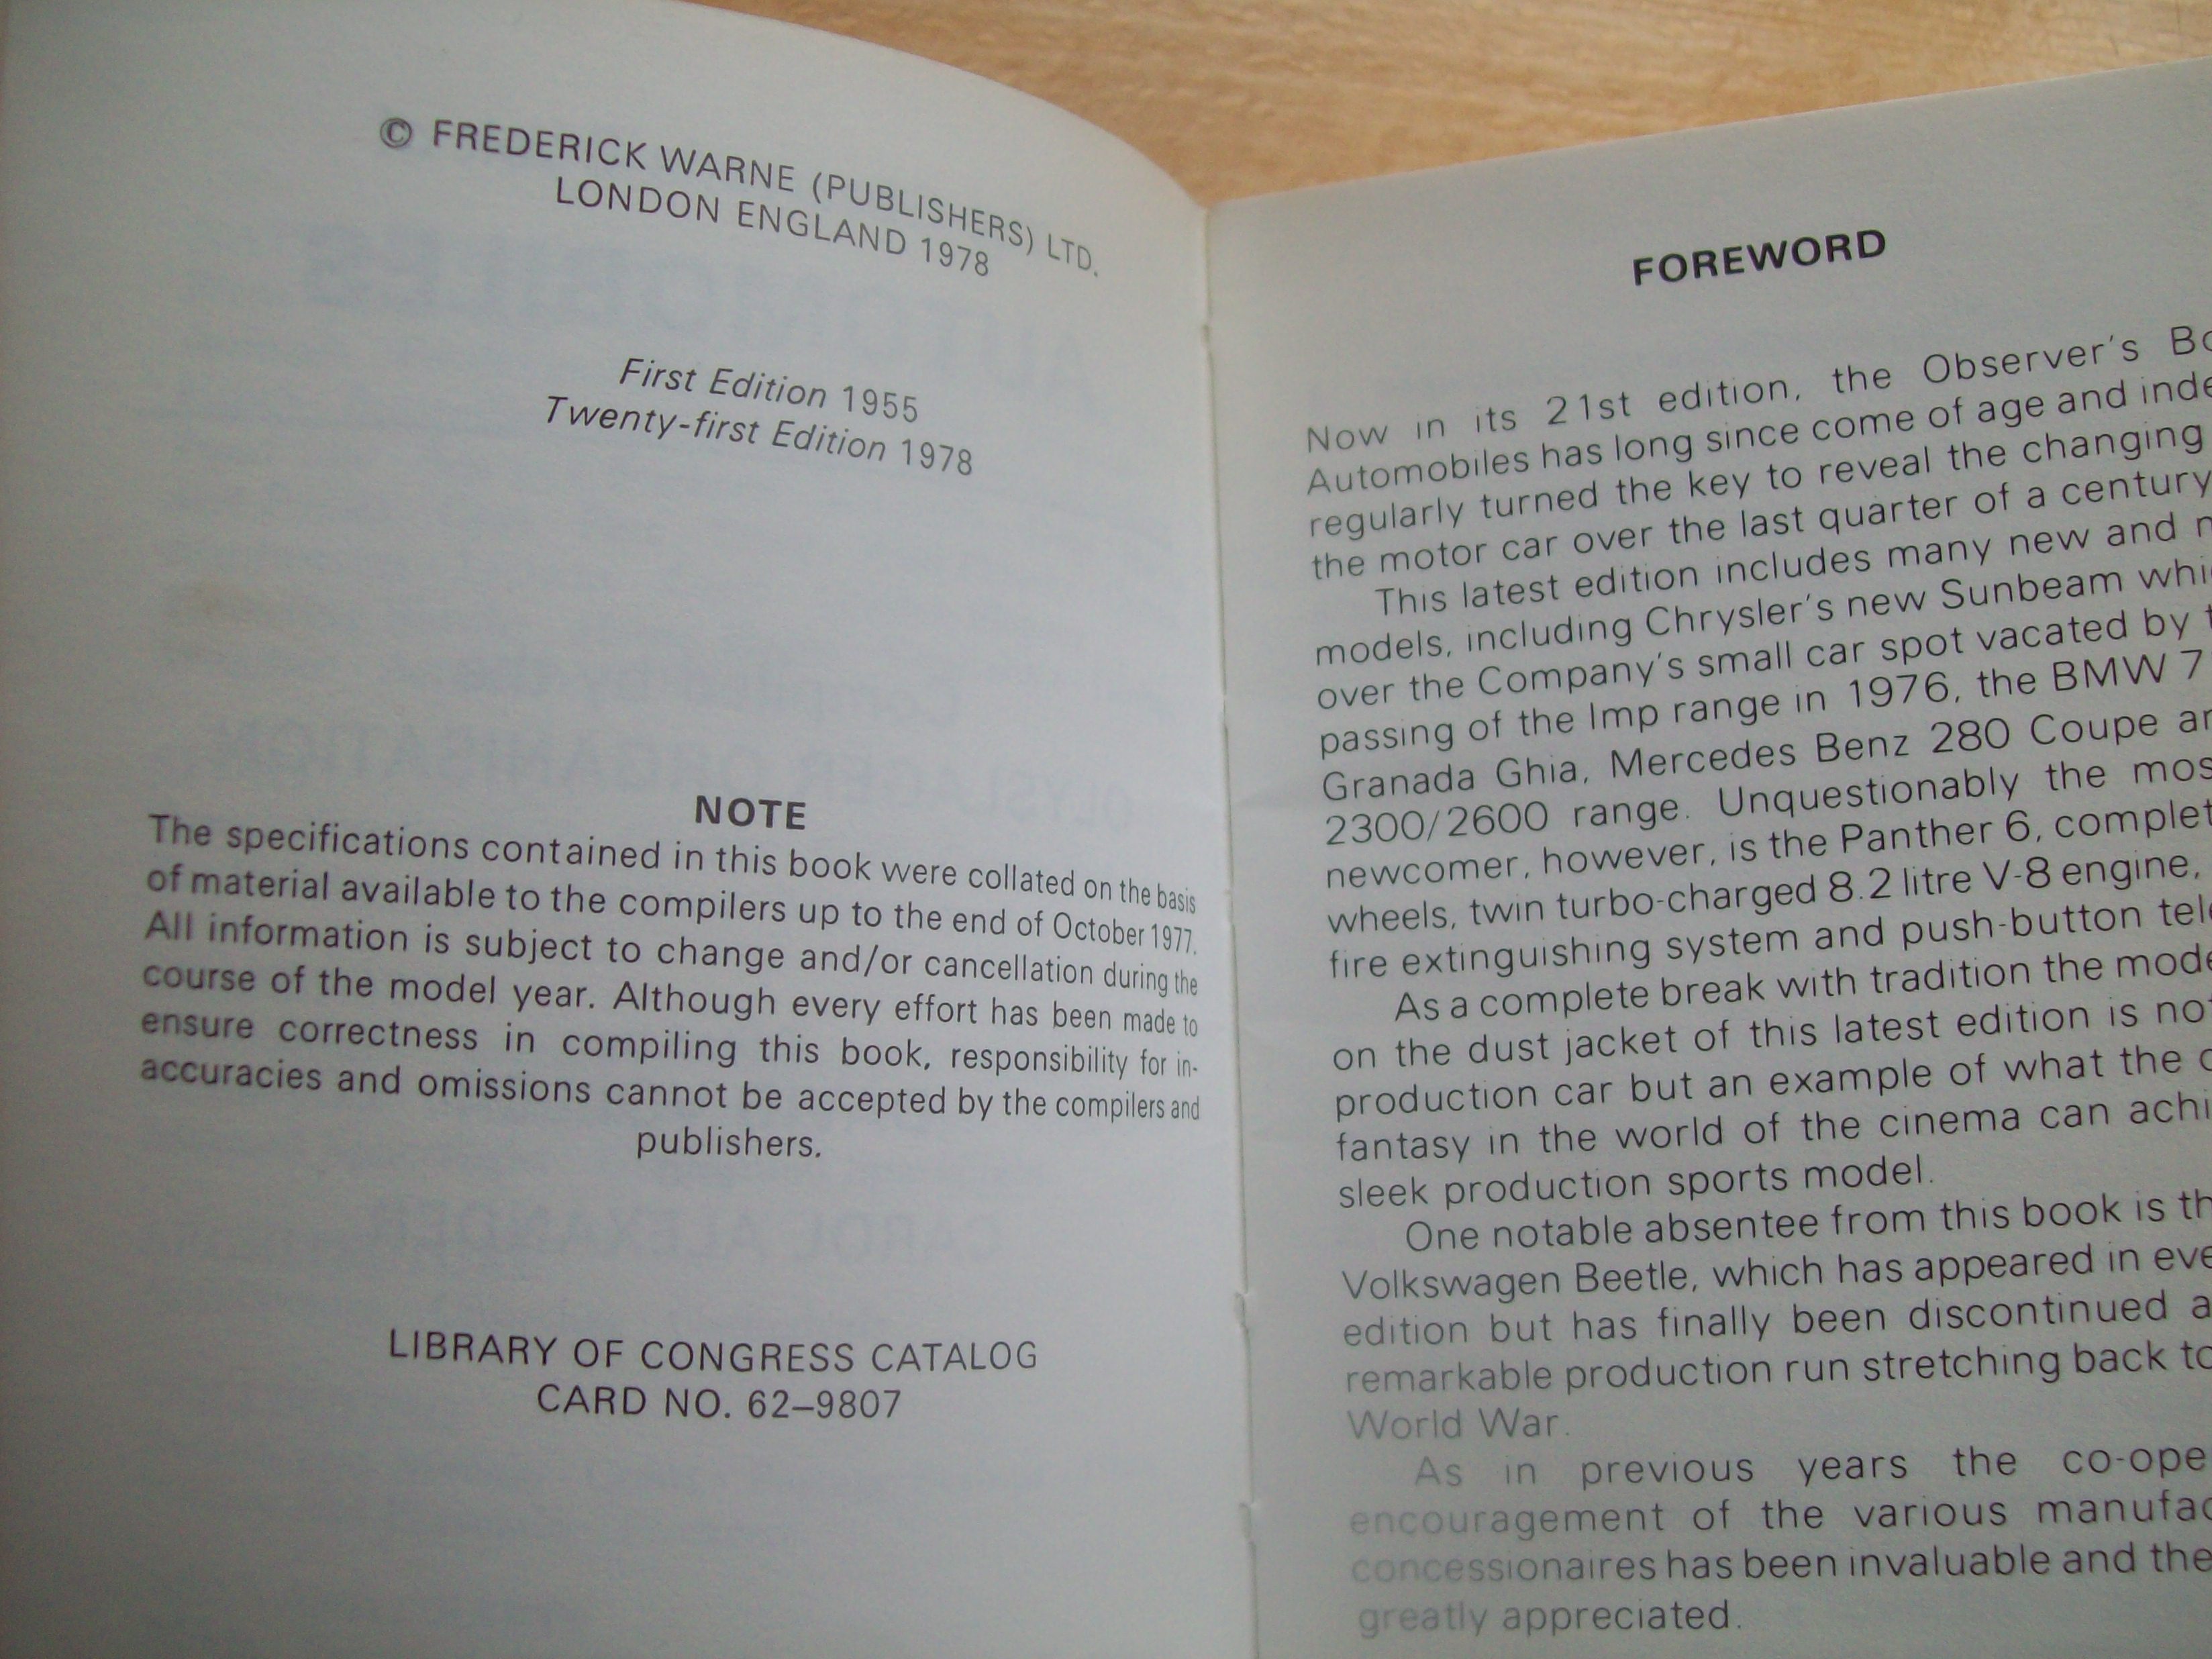 © FREDERICK WARNE (PUBLISHERS) LTD.
LONDON ENGLAND 1978
First Edition 1955
Twenty-first Edition 1978
NOTE
The specifications contained in this book were collated on the basis
of material available to the compilers up to the end of October 1977.
All information is subject to change and/or cancellation during the
course of the model year. Although every effort has been made to
ensure correctness in compiling this book, responsibility for in-
accuracies and omissions cannot be accepted by the compilers and
publishers.
LIBRARY OF CONGRESS CATALOG
CARD NO. 62–9807
FOREWORD
Now in its 21st edition, the Observer's
Automobiles has long since come of age and
regularly turned the key to reveal the changing
the motor car over the last quarter of a century
This latest edition includes many new and
models, including Chrysler's new Sunbeam
over the Company's small car spot vacated by
passing of the Imp range in 1976, the BMW 7
Granada Ghia, Mercedes Benz 280 Coupe
2300/2600 range. Unquestionably the
newcomer, however, is the Panther 6,
wheels, twin turbo-charged 8.2 litre V-8 engine,
fire extinguishing system and push-button
As a complete break with tradition the
on the dust jacket of this latest edition is
production car but an example of what the
fantasy in the world of the cinema can
sleek production sports model.
One notable absentee from this book is
Volkswagen Beetle, which has appeared in
edition but has finally been discontinued
remarkable production run stretching back
World War.
As in previous years the
encouragement of the various
concessionaires has been invaluable and
greatly appreciated.